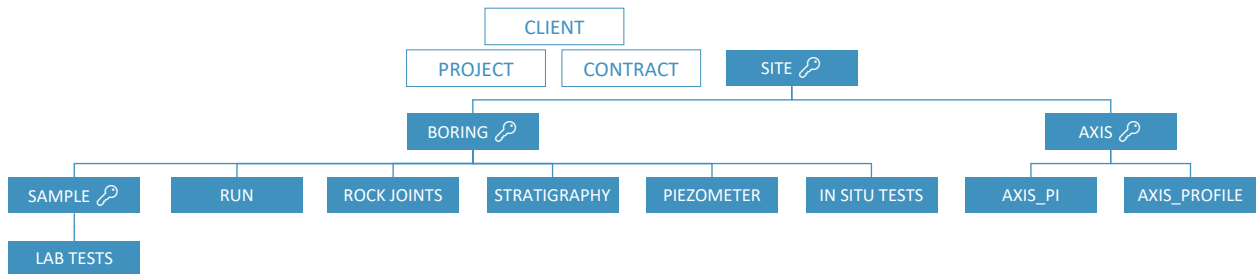 CLIENT
PROJECT
CONTRACT
SITE
BORING
AXIS
SAMPLE
RUN
ROCK JOINTS
STRATIGRAPHY
PIEZOMETER
IN SITU TESTS
AXIS_PI
AXIS_PROFILE
LAB TESTS